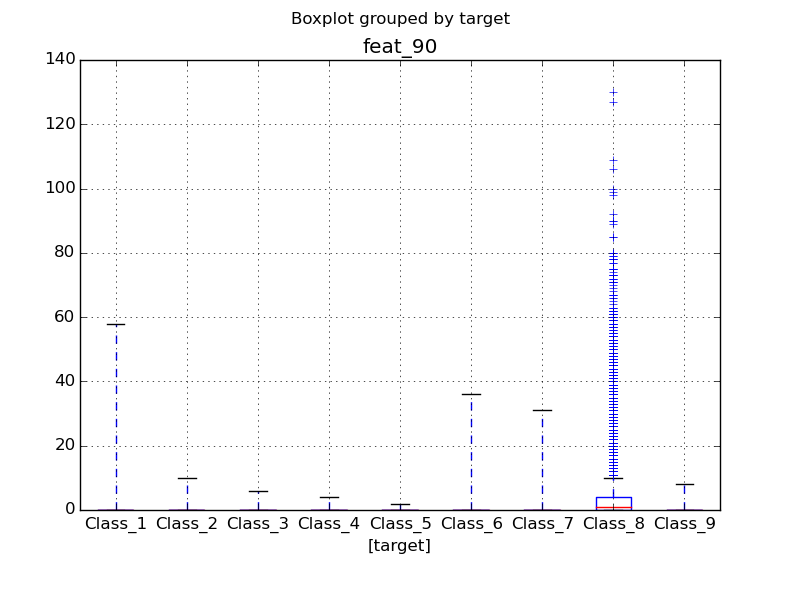 Boxplot grouped by target
feat_90
140
120
100
80
60
40
20
0
Class_1 Class_2 Class_3 Class_4 Class_5 Class_6 Class_7 Class_8 Class_9
[target]